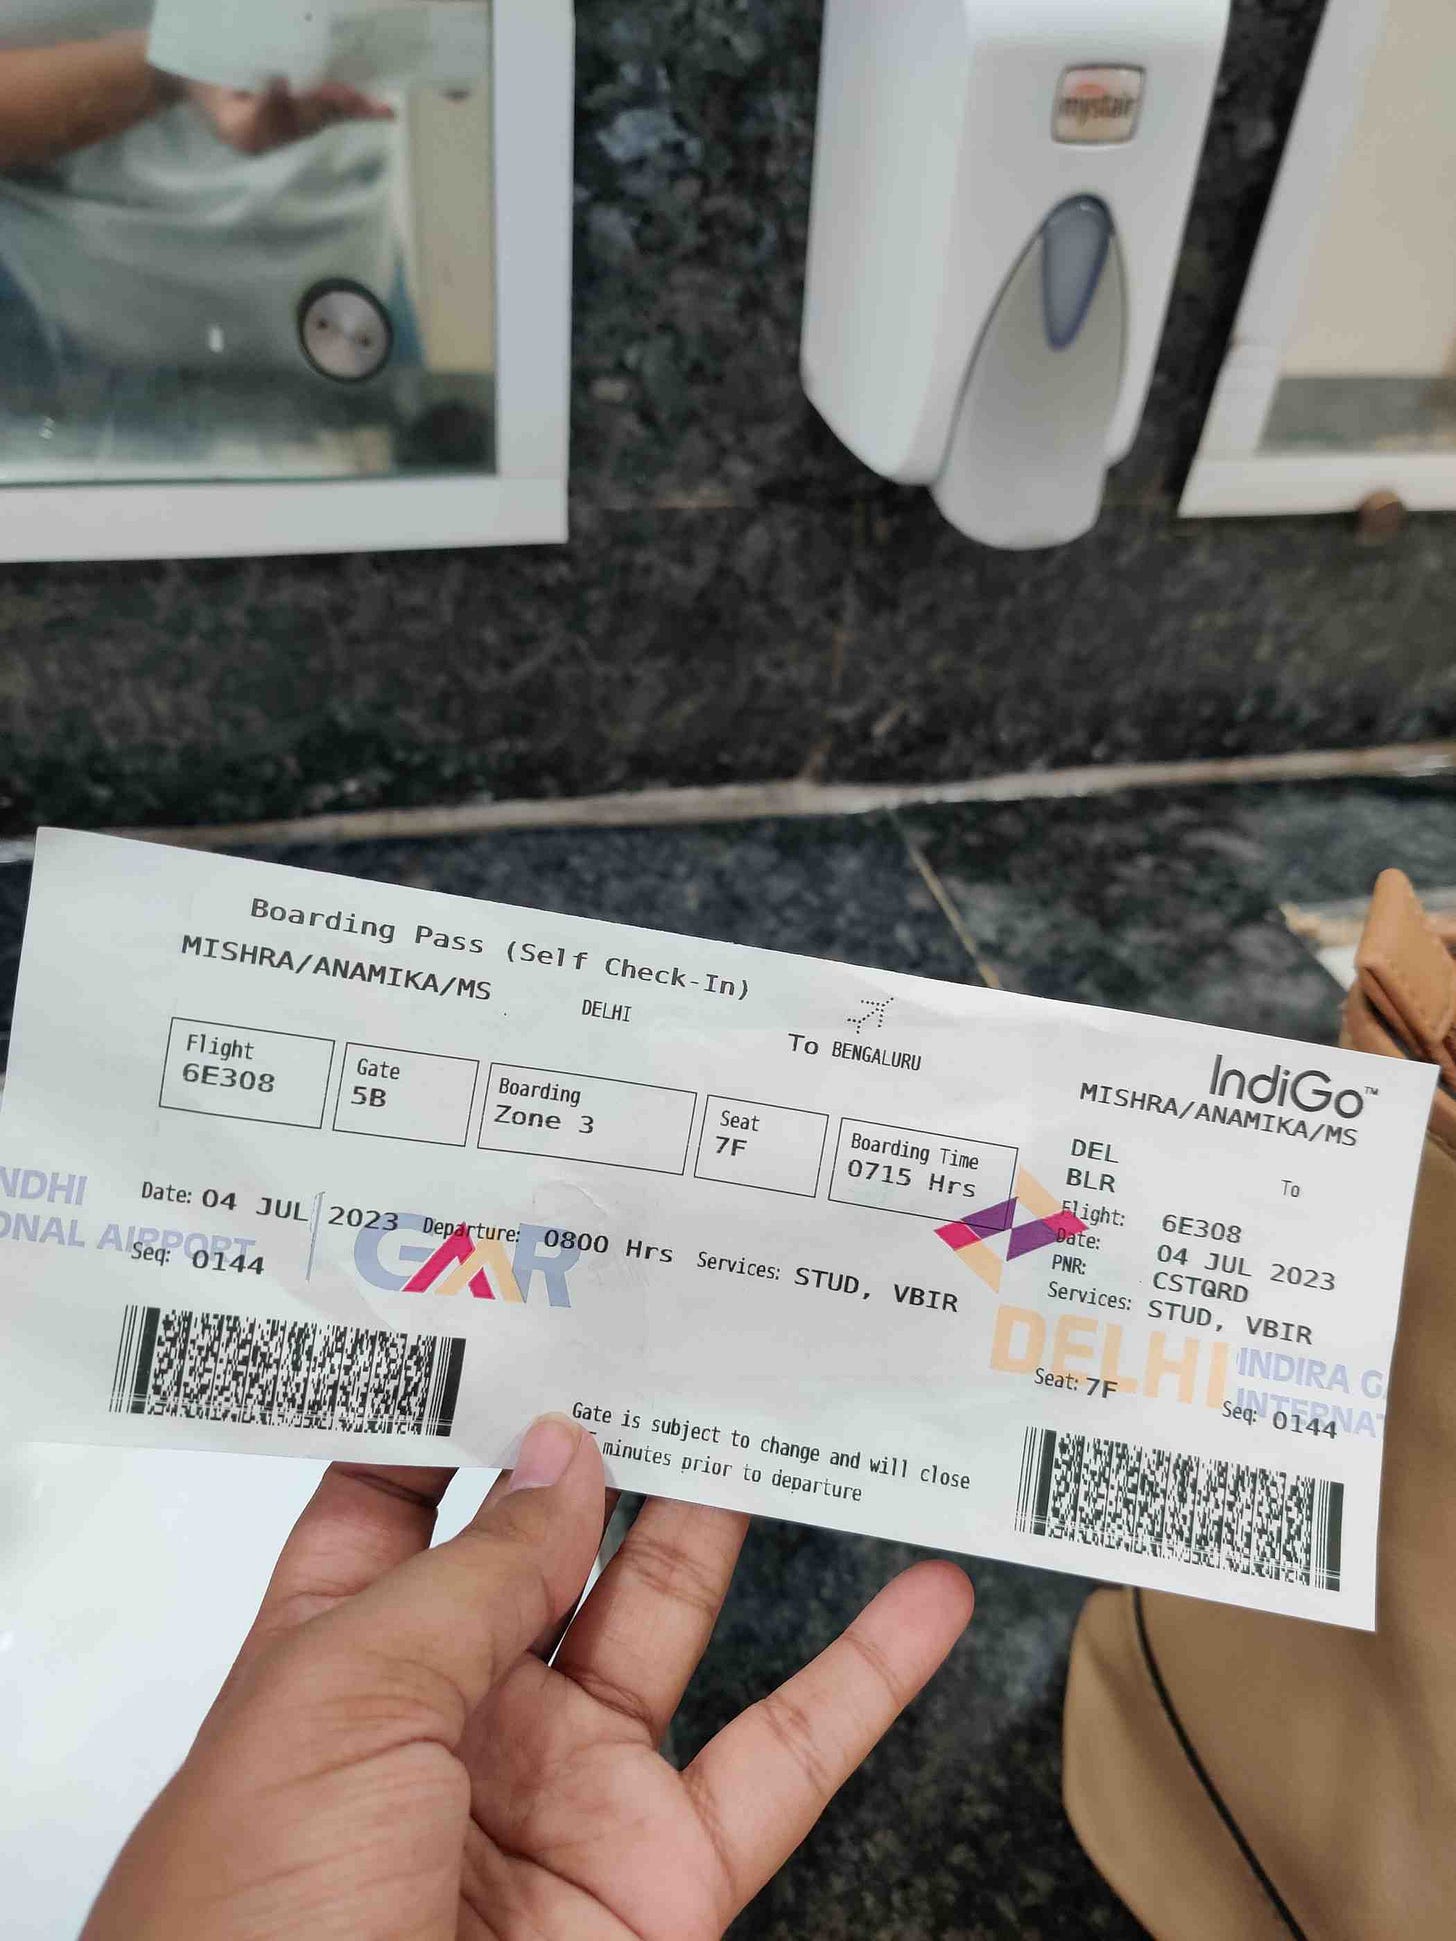 mystair
Boarding Pass (Self Check-In)
MISHRA/ANAMIKA/MS
DELHI
To BENGALURU
Flight
6E308
Gate
5B
Boarding
Zone 3
Seat
7F
Boarding Time
0715 Hrs
Date: 04 JUL 2023 Departure: 0800 Hrs Services: STUD, VBIR
Seq: 0144
Gate is subject to change and will close
minutes prior to departure
IndiGo™
MISHRA/ANAMIKA/MS
DEL
To
BLR
Flight: 6E308
Date: 04 JUL 2023
PNR: CSTQRD
Services: STUD, VBIR
Seat: 7F
Seq: 0144
NDHI
ONAL AIRPORT
GMR
DELHI
INDIRA G
INTERNAT